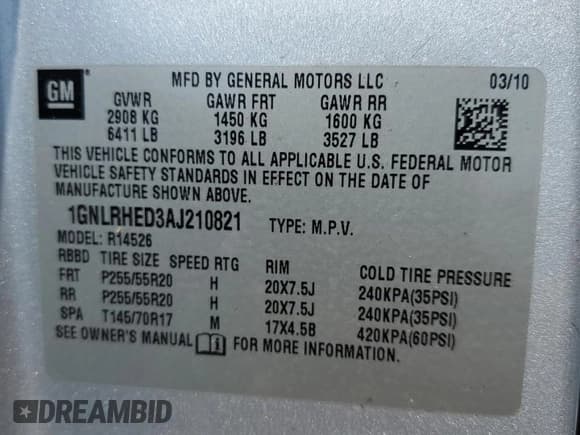 GM
MFD BY GENERAL MOTORS LLC 03/10
GVWR GAWR FRT GAWR RR
2908 KG 1450 KG 1600 KG
6411 LB 3196 LB 3527 LB
THIS VEHICLE CONFORMS TO ALL APPLICABLE U.S. FEDERAL MOTOR
VEHICLE SAFETY STANDARDS IN EFFECT ON THE DATE OF
MANUFACTURE SHOWN ABOVE.
1GNLRHED3AJ210821 TYPE: M.P.V.
MODEL: R14526
RBBD TIRE SIZE SPEED RTG RIM COLD TIRE PRESSURE
FRT P255/55R20 H 20X7.5J 240KPA(35PSI)
RR P255/55R20 H 20X7.5J 240KPA(35PSI)
SPA T145/70R17 M 17X4.5B 420KPA(60PSI)
SEE OWNER'S MANUAL FOR MORE INFORMATION.
DREAMBID